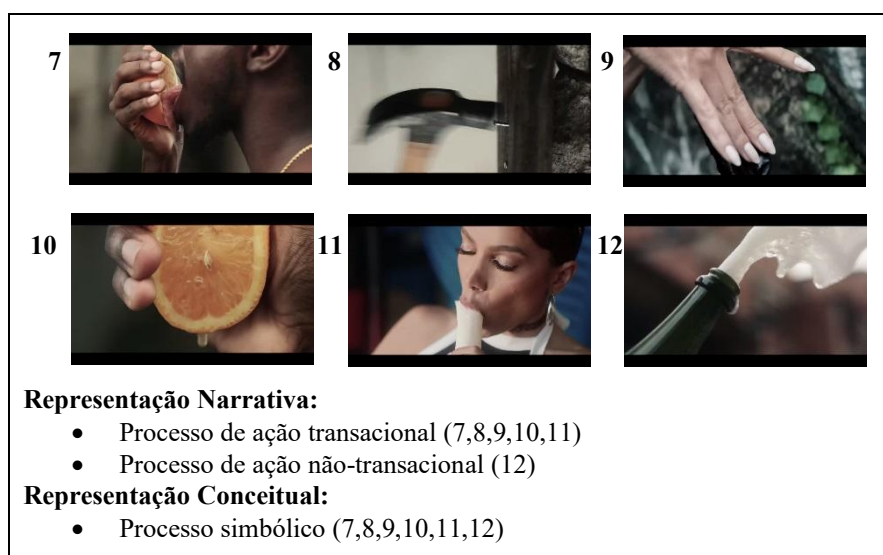 7
8
9
10
11
12
Representação Narrativa:
• Processo de ação transacional (7,8,9,10,11)
• Processo de ação não-transacional (12)
Representação Conceitual:
• Processo simbólico (7,8,9,10,11,12)